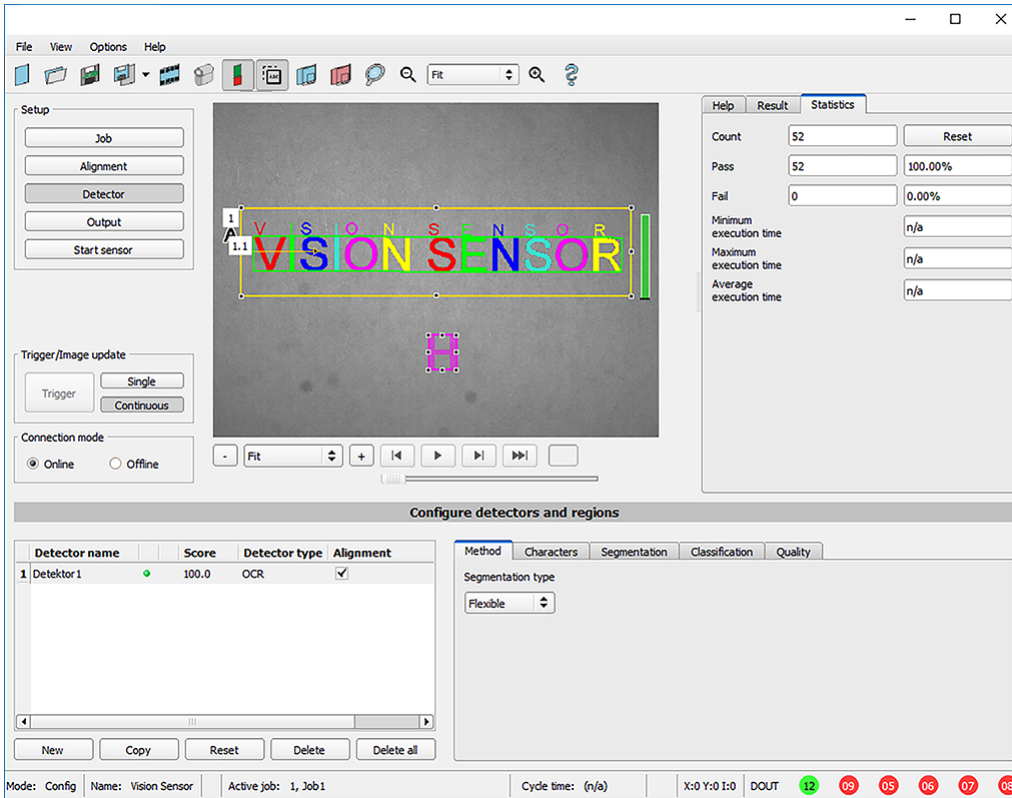 File View Options Help
Fit
Setup
Job
Alignment
Detector
Output
Start sensor
Trigger/Image update
Trigger
Single
Continuous
Connection mode
Online Offline
1
A
1.1
V I S I O N S E N S O R
VISION SENSOR
8
- Fit +
Help Result Statistics
Count 52 Reset
Pass 52 100.00%
Fail 0 0.00%
Minimum
execution time n/a
Maximum
execution time n/a
Average
execution time n/a
Configure detectors and regions
Detector name Score Detector type Alignment
1 Detektor1 100.0 OCR
New Copy Reset Delete Delete all
Method Characters Segmentation Classification Quality
Segmentation type
Flexible
Mode: Config Name: Vision Sensor Active job: 1, Job1 Cycle time: (n/a) X:0 Y:0 I:0 DOUT 12 09 05 06 07 08